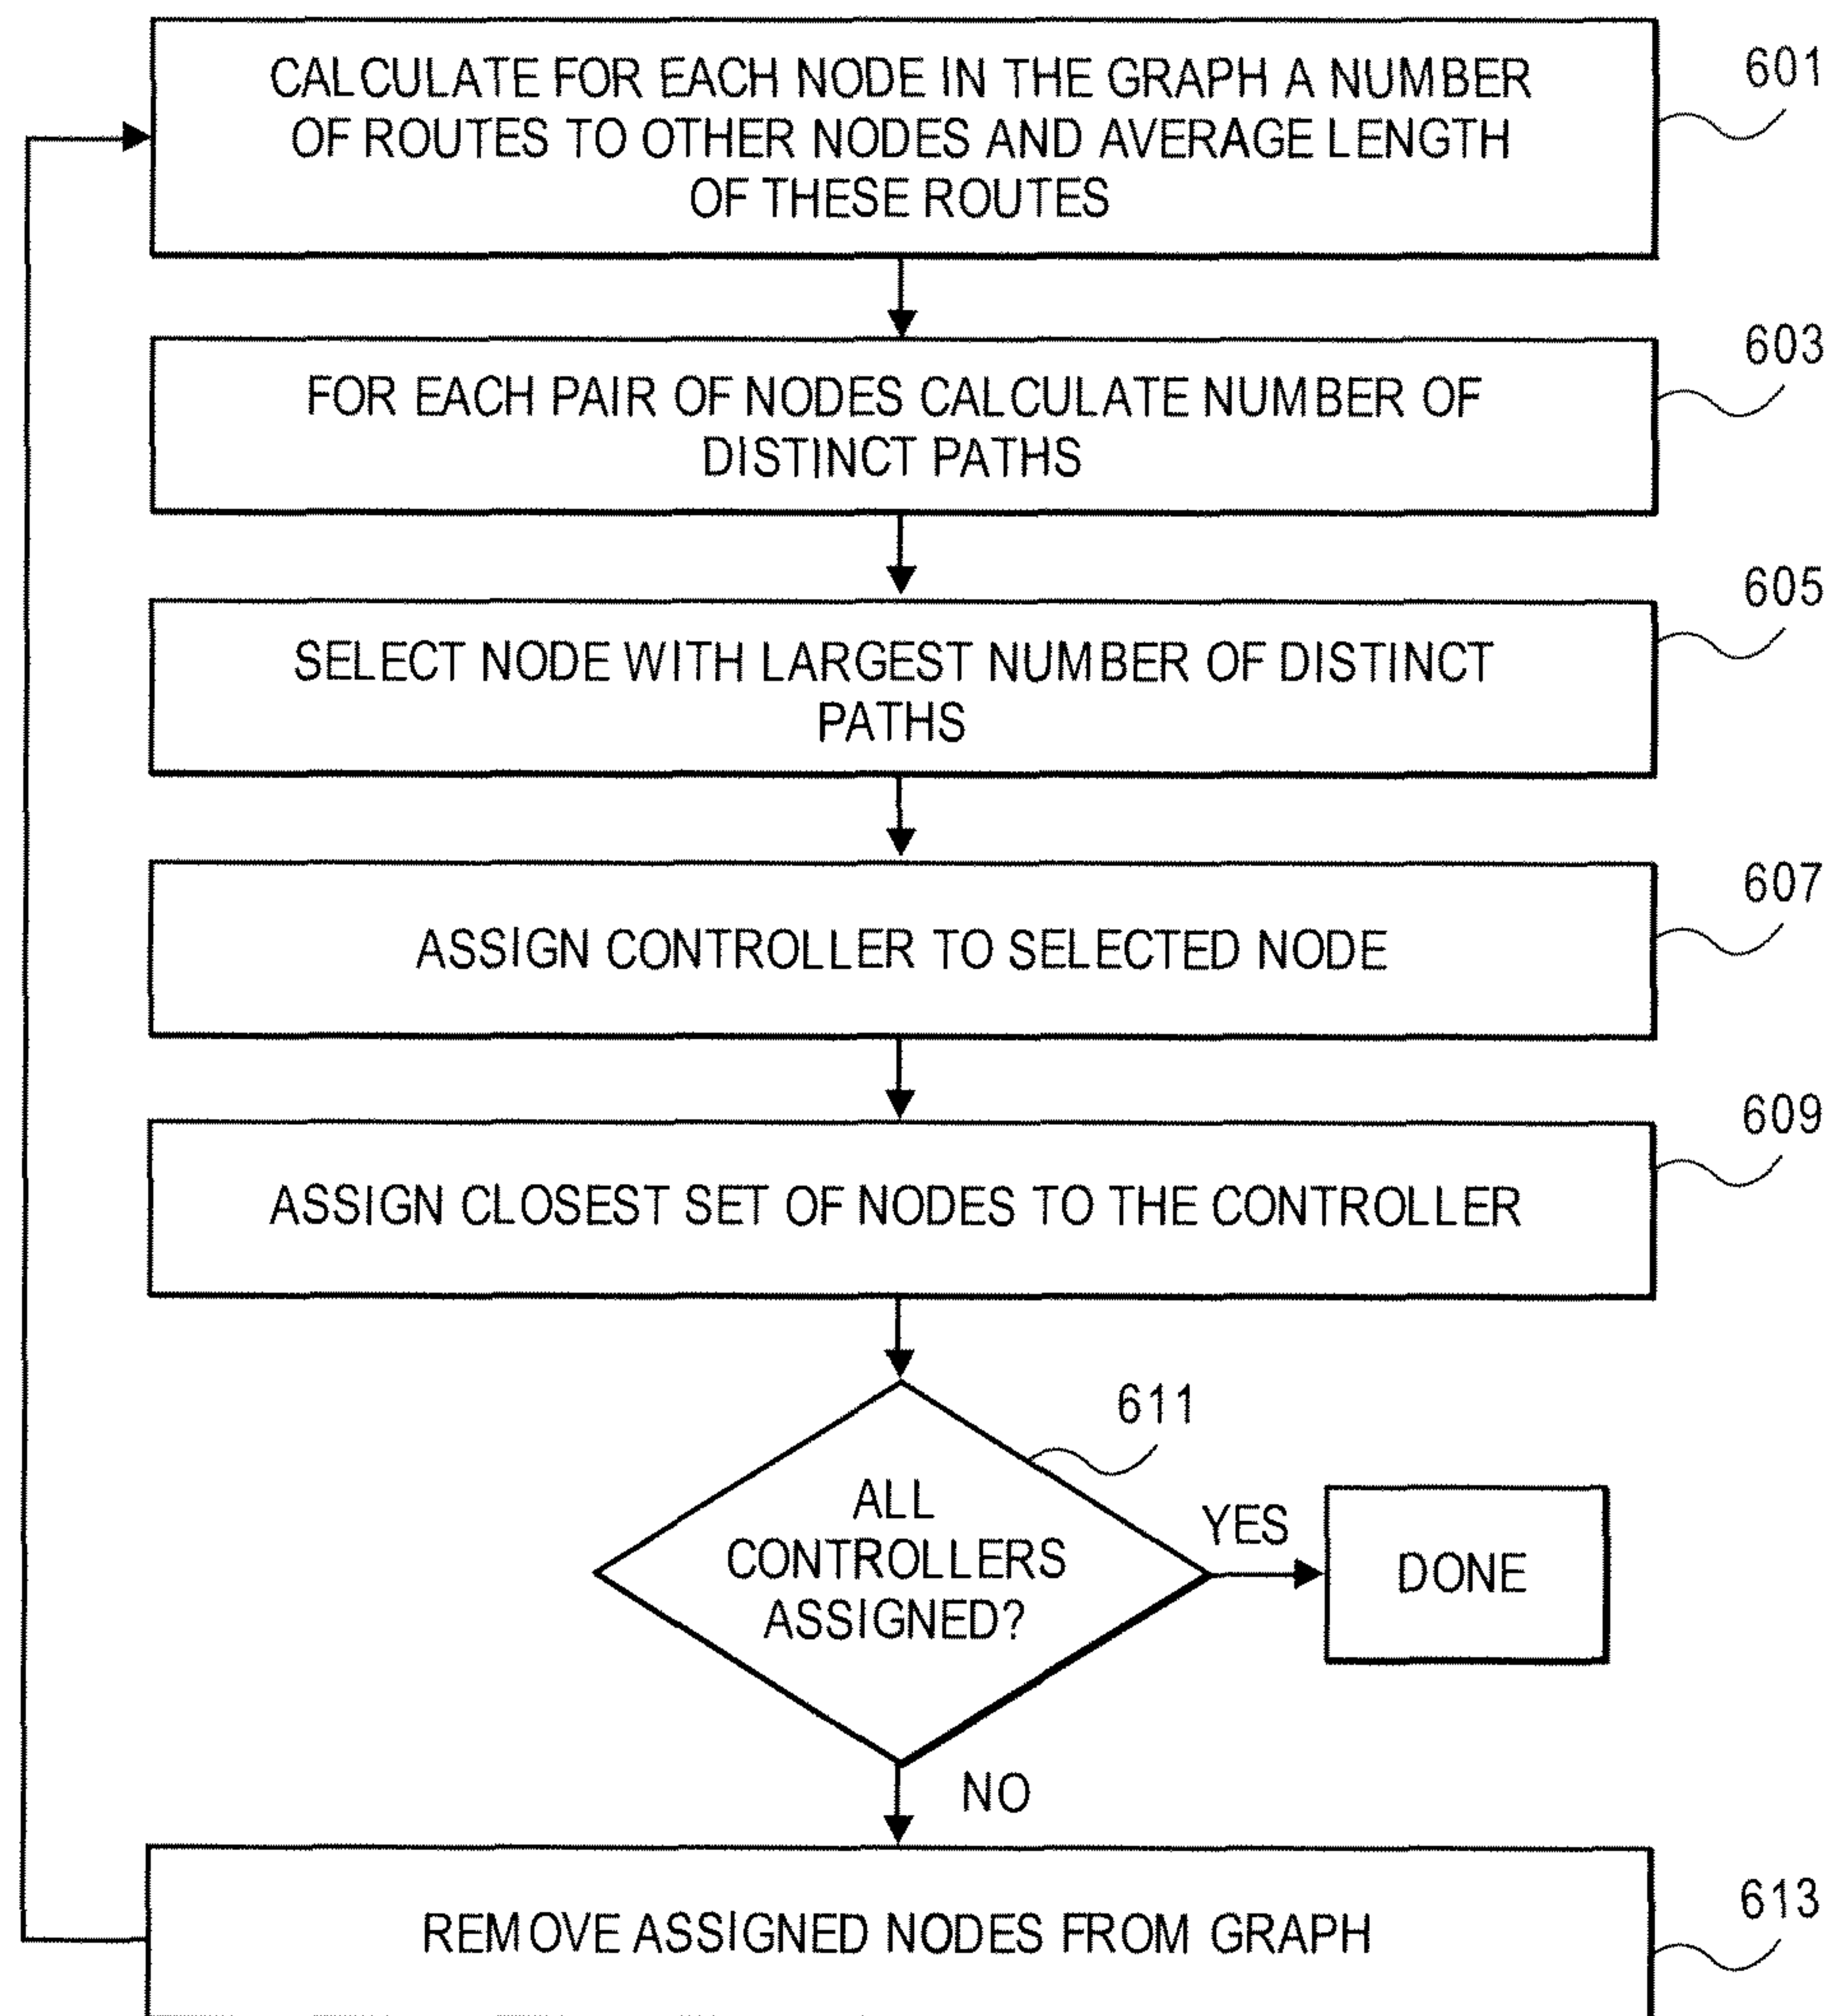 CALCULATE FOR EACH NODE IN THE GRAPH A NUMBER
OF ROUTES TO OTHER NODES AND AVERAGE LENGTH
OF THESE ROUTES
601
FOR EACH PAIR OF NODES CALCULATE NUMBER OF
DISTINCT PATHS
603
SELECT NODE WITH LARGEST NUMBER OF DISTINCT
PATHS
605
ASSIGN CONTROLLER TO SELECTED NODE
607
ASSIGN CLOSEST SET OF NODES TO THE CONTROLLER
609
ALL
CONTROLLERS
ASSIGNED?
611
YES
DONE
NO
REMOVE ASSIGNED NODES FROM GRAPH
613